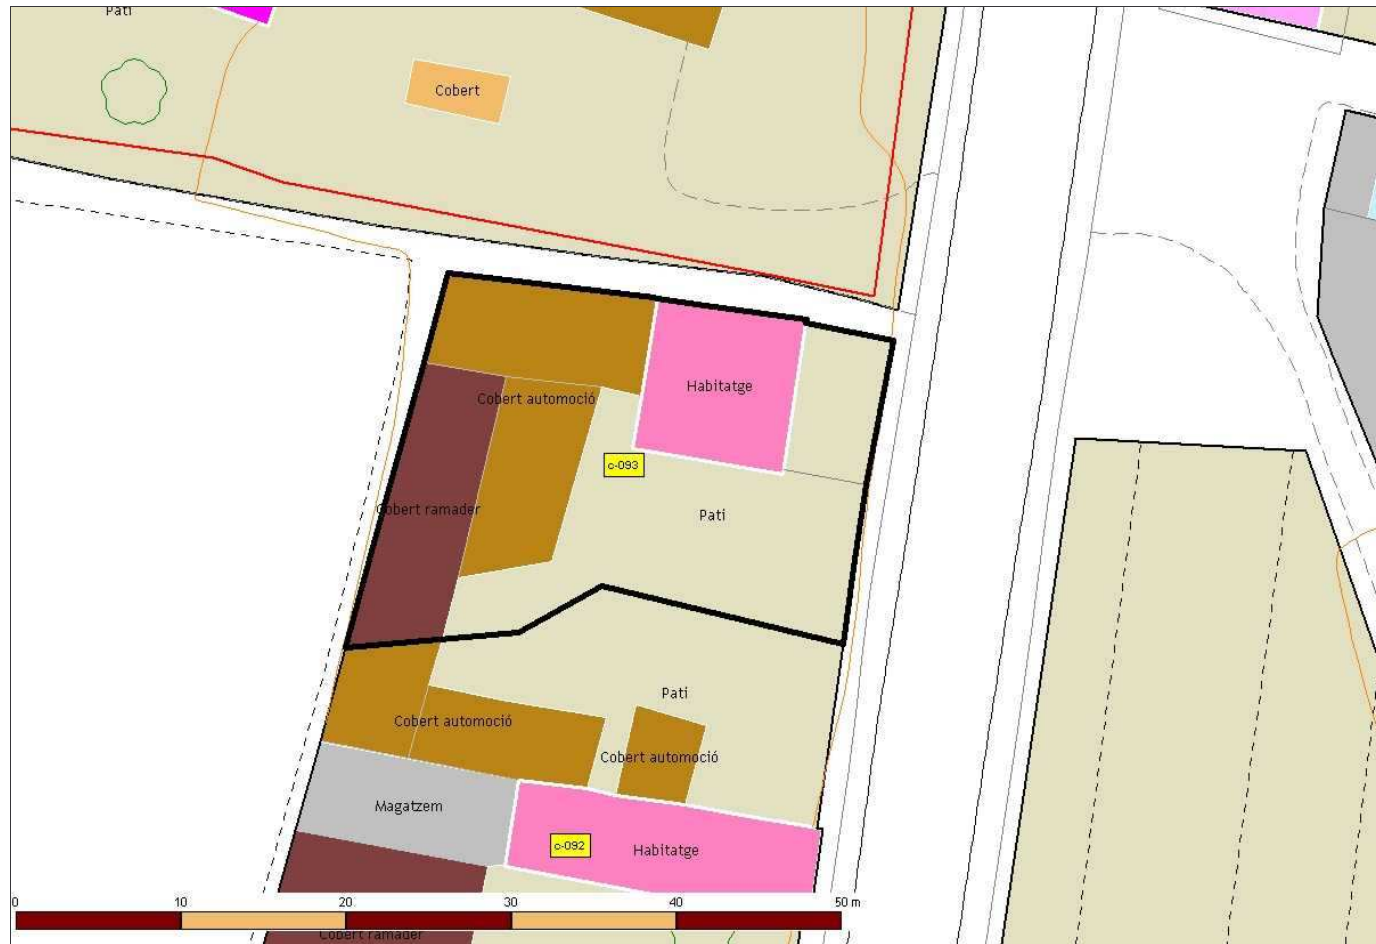 Pati
Cobert
Habitatge
Cobert automoció
c-093
Cobert ramader
Pati
Pati
Cobert automoció
Cobert automoció
Magatzem
c-092
Habitatge
0 10 20 30 40 50 m
Cobert ramader